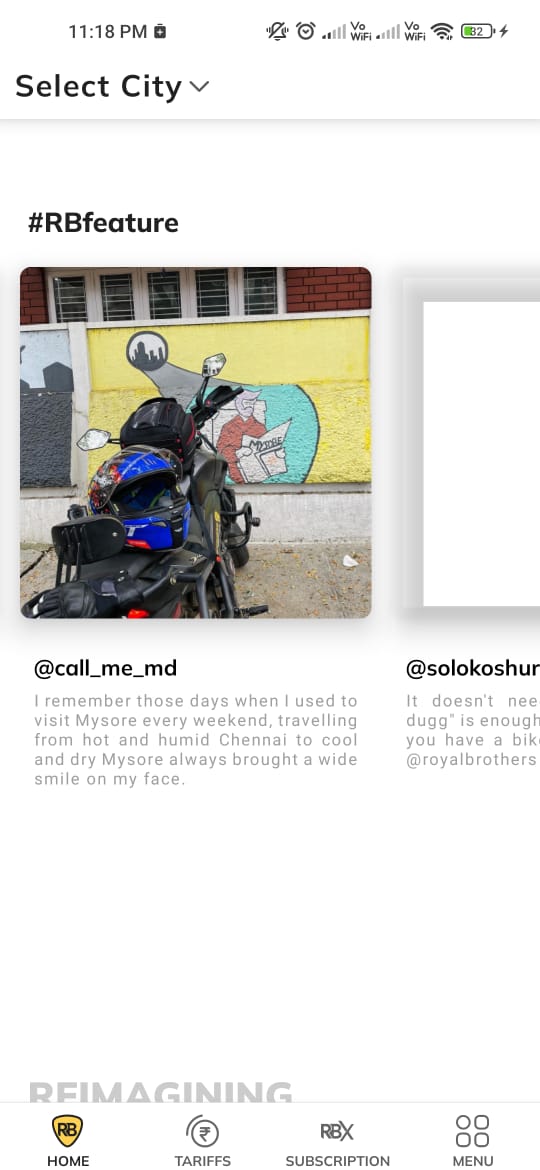 11:18 PM
Vo
WiFi
Vo
WiFi
32
Select City
#RBfeature
MYSORE
@call_me_md
I remember those days when I used to
visit Mysore every weekend, travelling
from hot and humid Chennai to cool
and dry Mysore always brought a wide
smile on my face.
@solokoshur
It doesn't nee
dugg" is enough
you have a bik
@royalbrothers
REIMAGINING
RB
HOME
₹
TARIFFS
RBX
SUBSCRIPTION
MENU